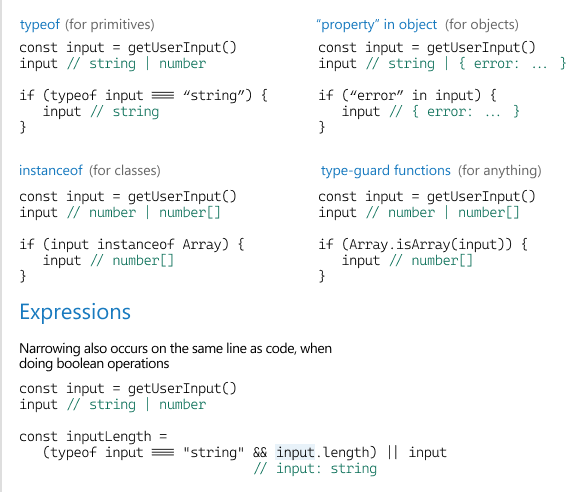 typeof (for primitives)
const input = getUserInput()
input // string | number
if (typeof input === “string”) {
input // string
}
“property” in object (for objects)
const input = getUserInput()
input // string | { error: ... }
if (“error” in input) {
input // { error: ... }
}
instanceof (for classes)
const input = getUserInput()
input // number | number[]
if (input instanceof Array) {
input // number[]
}
type-guard functions (for anything)
const input = getUserInput()
input // number | number[]
if (Array.isArray(input)) {
input // number[]
}
Expressions
Narrowing also occurs on the same line as code, when
doing boolean operations
const input = getUserInput()
input // string | number
const inputLength =
(typeof input === "string" && input.length) || input
// input: string